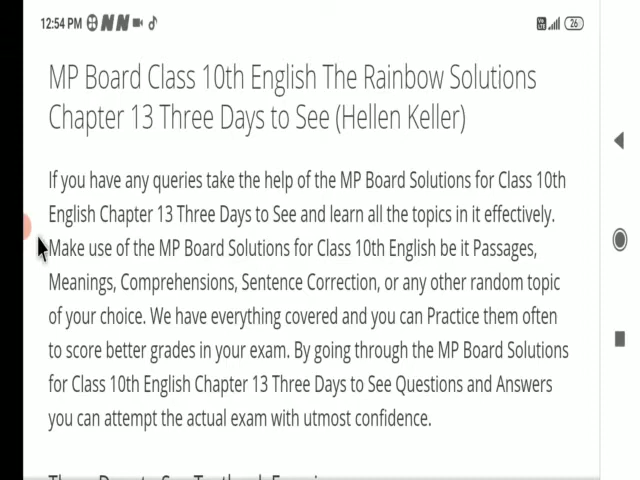 12:54 PM
26
MP Board Class 10th English The Rainbow Solutions
Chapter 13 Three Days to See (Hellen Keller)
If you have any queries take the help of the MP Board Solutions for Class 10th
English Chapter 13 Three Days to See and learn all the topics in it effectively.
Make use of the MP Board Solutions for Class 10th English be it Passages,
Meanings, Comprehensions, Sentence Correction, or any other random topic
of your choice. We have everything covered and you can Practice them often
to score better grades in your exam. By going through the MP Board Solutions
for Class 10th English Chapter 13 Three Days to See Questions and Answers
you can attempt the actual exam with utmost confidence.